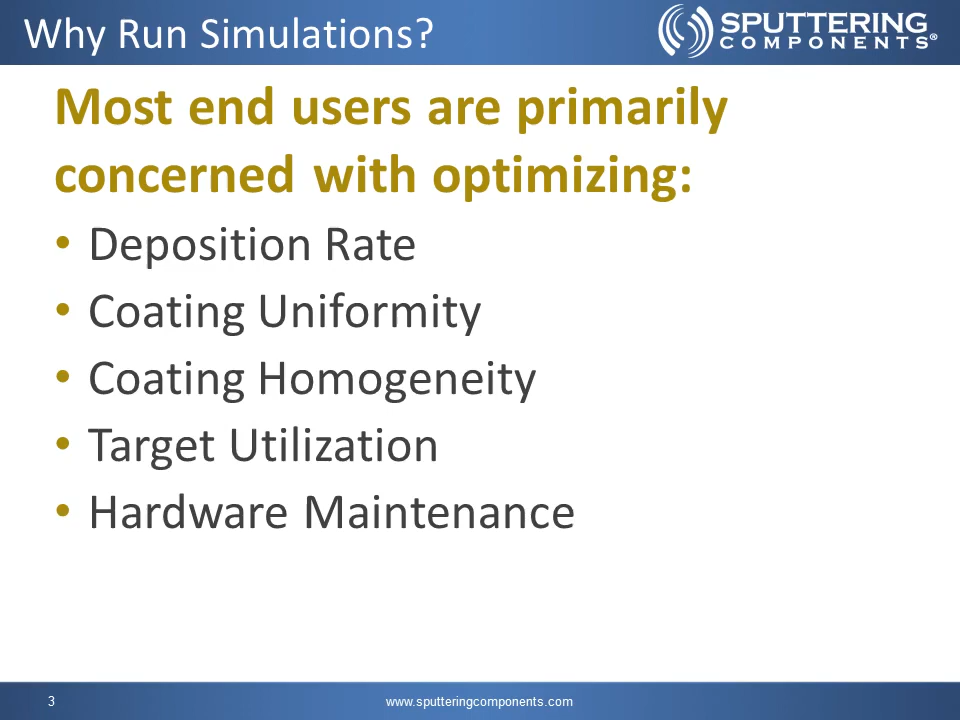 Why Run Simulations?
SPUTTERING
COMPONENTS®
Most end users are primarily
concerned with optimizing:
• Deposition Rate
• Coating Uniformity
• Coating Homogeneity
• Target Utilization
• Hardware Maintenance
3
www.sputteringcomponents.com